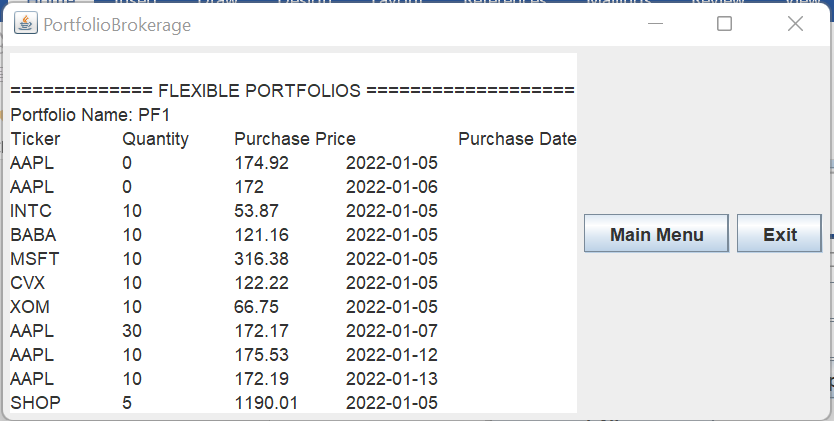 PortfolioBrokerage
============= FLEXIBLE PORTFOLIOS ===================
Portfolio Name: PF1
Ticker Quantity Purchase Price Purchase Date
AAPL 0 174.92 2022-01-05
AAPL 0 172 2022-01-06
INTC 10 53.87 2022-01-05
BABA 10 121.16 2022-01-05
MSFT 10 316.38 2022-01-05
CVX 10 122.22 2022-01-05
XOM 10 66.75 2022-01-05
AAPL 30 172.17 2022-01-07
AAPL 10 175.53 2022-01-12
AAPL 10 172.19 2022-01-13
SHOP 5 1190.01 2022-01-05
Main Menu Exit